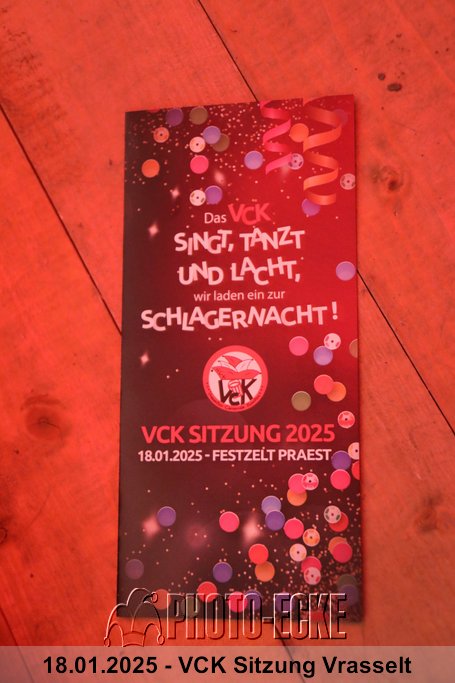 Das VCK
SINGT, TANZT
UND LACHT,
wir laden ein zur
SCHLAGERNACHT!
VCK
VCK SITZUNG 2025
18.01.2025 - FESTZELT PRAEST
PHOTO-ECKE
18.01.2025 - VCK Sitzung Vrasselt